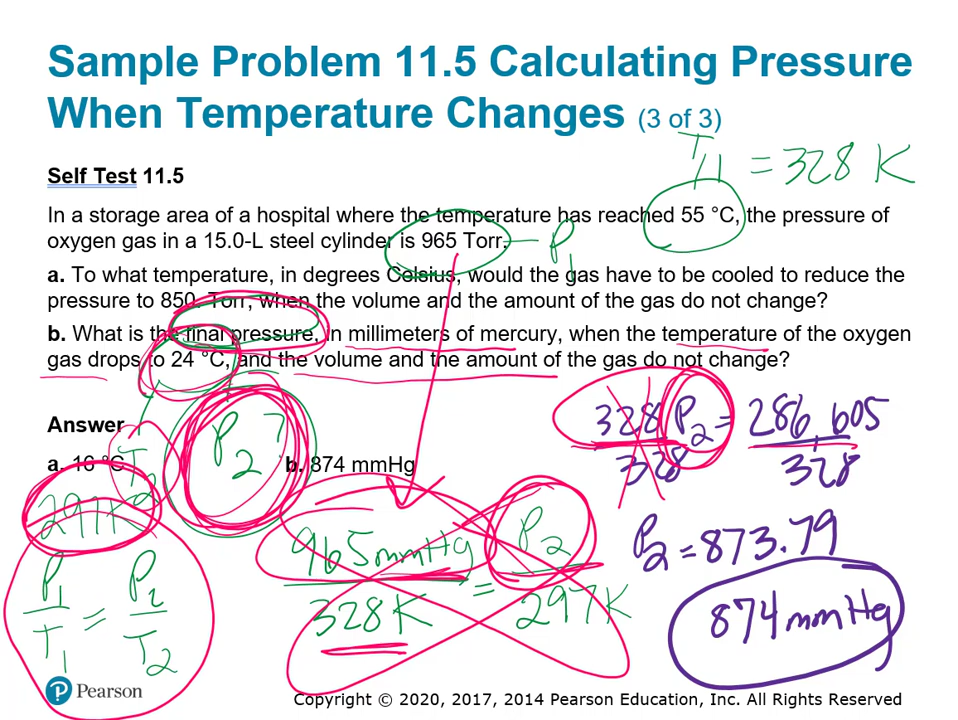 Sample Problem 11.5 Calculating Pressure
When Temperature Changes (3 of 3)
T1 = 328 K
Self Test 11.5
In a storage area of a hospital where the temperature has reached 55 °C, the pressure of
oxygen gas in a 15.0-L steel cylinder is 965 Torr. P1
a. To what temperature, in degrees Celsius, would the gas have to be cooled to reduce the
pressure to 850. Torr, when the volume and the amount of the gas do not change?
b. What is the final pressure, in millimeters of mercury, when the temperature of the oxygen
gas drops to 24 °C, and the volume and the amount of the gas do not change?
Answer
a. 16 °C
b. 874 mmHg
T2
297K
P2 ?
328 P2 = 286,605
328 328
P1 = P2
T1 T2
965mmHg = P2
328K 297K
P2 = 873.79
874 mmHg
Pearson
Copyright © 2020, 2017, 2014 Pearson Education, Inc. All Rights Reserved